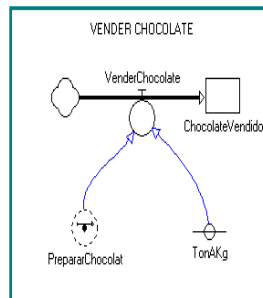 VENDER CHOCOLATE
VenderChocolate
ChocolateVendido
PrepararChocolat
TonAKg